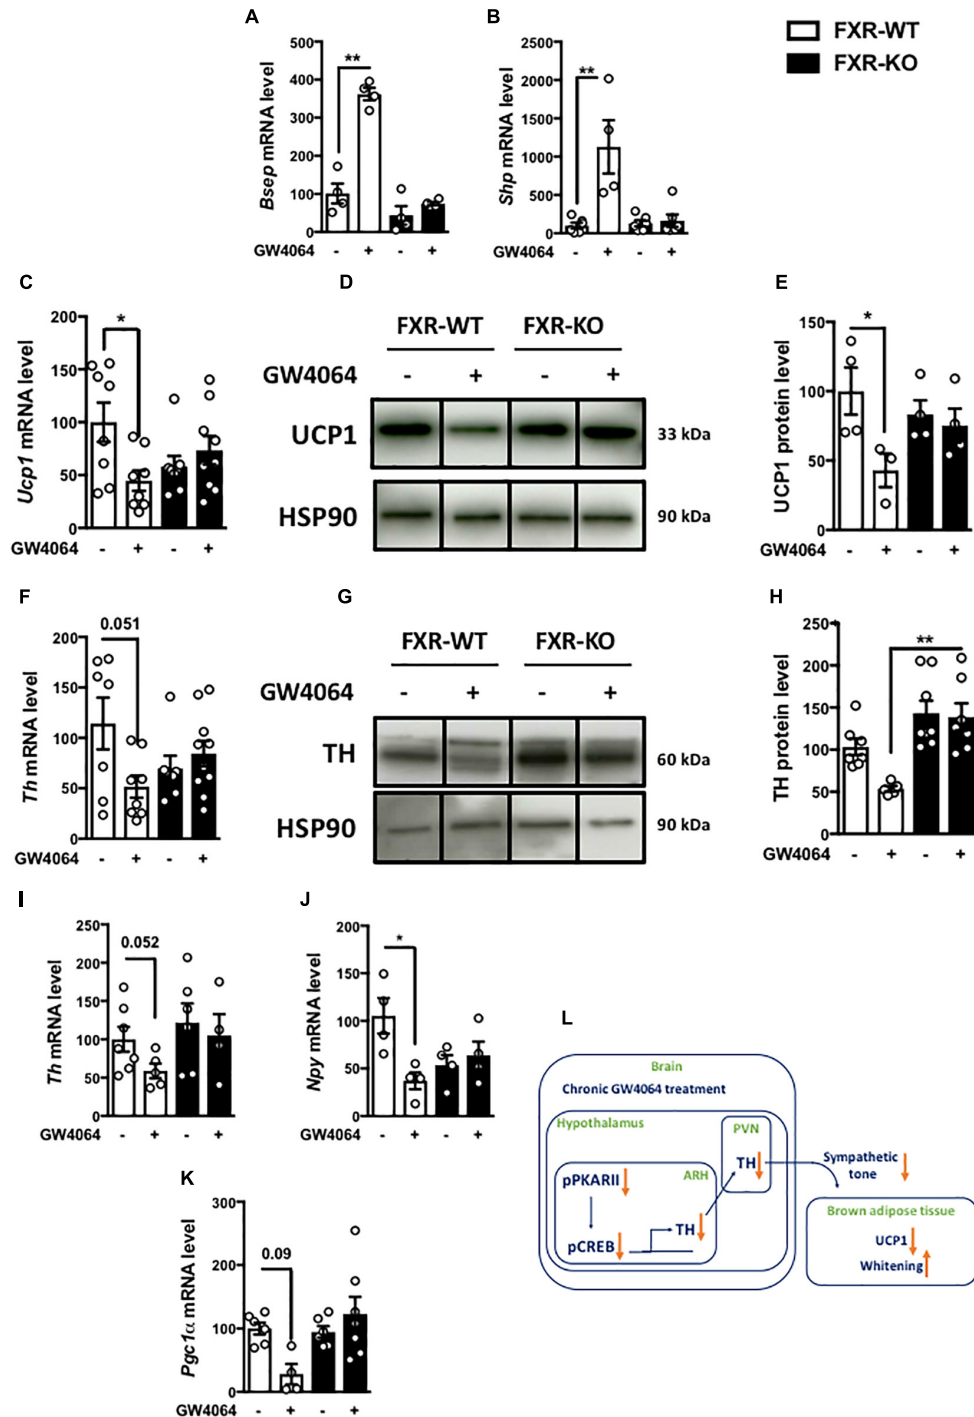 A
B
FXR-WT
FXR-KO
Bsep mRNA level
500
400
300
200
100
0
**
GW4064 - + - +
Shp mRNA level
2500
2000
1500
1000
500
0
**
GW4064 - + - +
C
D
E
Ucp1 mRNA level
200
150
100
50
0
*
GW4064 - + - +
FXR-WT FXR-KO
GW4064 - + - +
UCP1 33 kDa
HSP90 90 kDa
UCP1 protein level
150
100
50
0
*
GW4064 - + - +
F
G
H
Th mRNA level
200
150
100
50
0
0.051
GW4064 - + - +
FXR-WT FXR-KO
GW4064 - + - +
TH 60 kDa
HSP90 90 kDa
TH protein level
250
200
150
100
50
0
**
GW4064 - + - +
I
J
Th mRNA level
250
200
150
100
50
0
0.052
GW4064 - + - +
Npy mRNA level
200
150
100
50
0
*
GW4064 - + - +
K
Pgc1α mRNA level
300
200
100
0
0.09
GW4064 - + - +
L
Brain
Chronic GW4064 treatment
Hypothalamus
PVN
TH
ARH
pPKARII
pCREB
TH
Sympathetic
tone
Brown adipose tissue
UCP1
Whitening